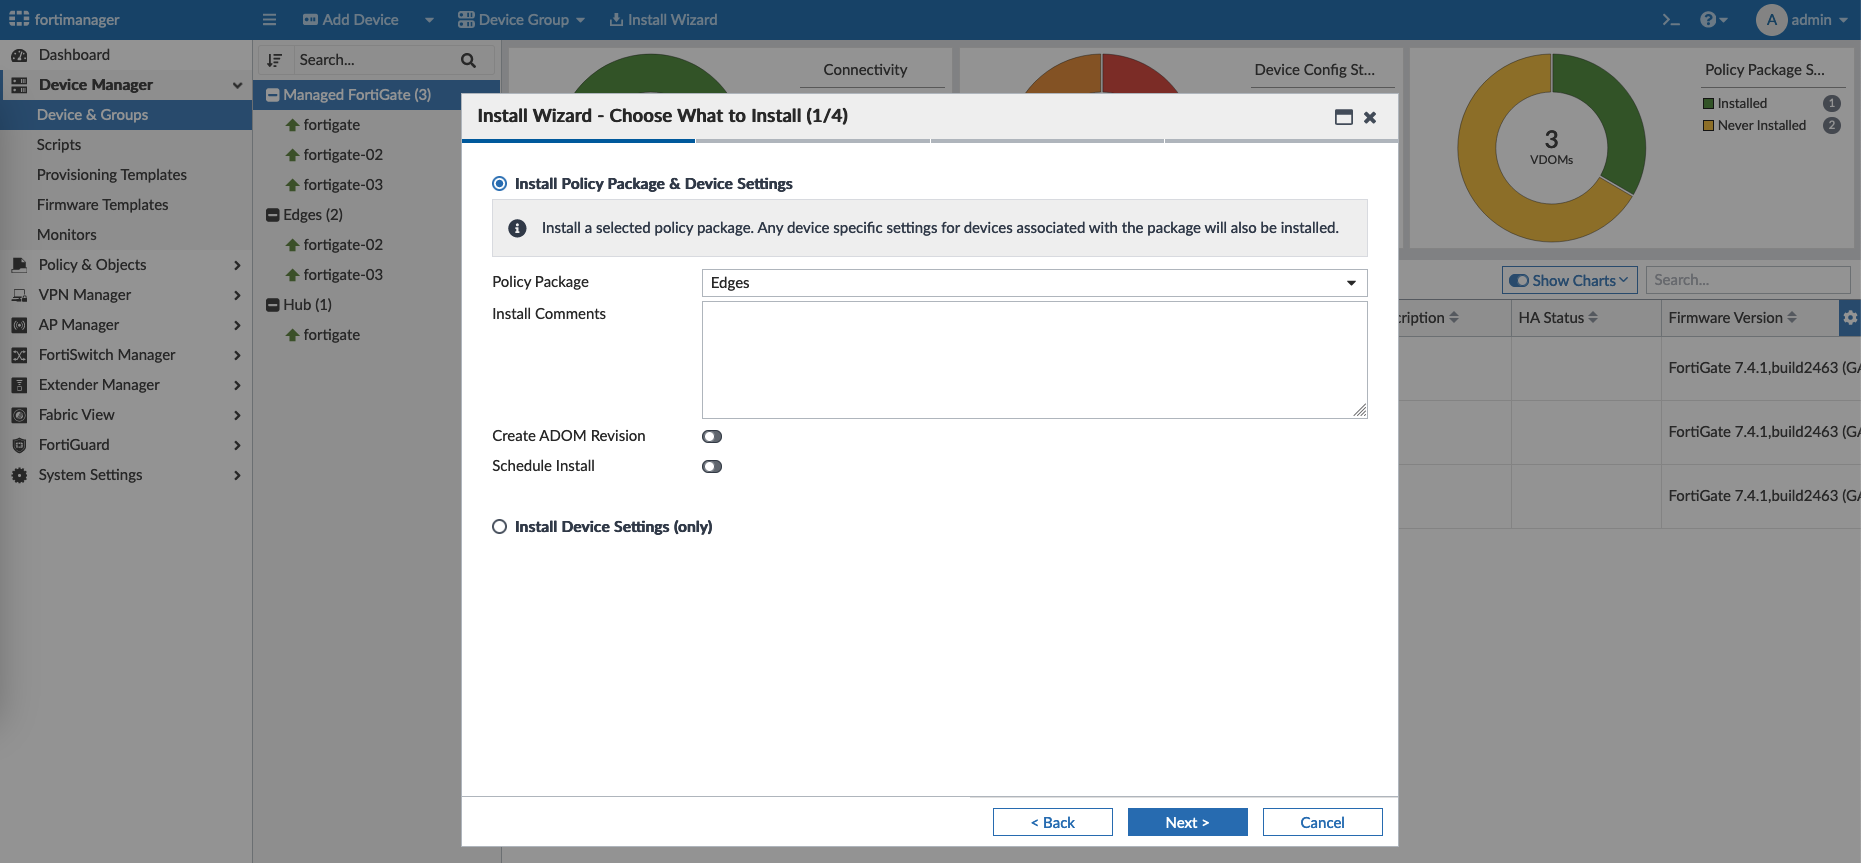 fortimanager
Add Device
Device Group
Install Wizard
A admin
Dashboard
Device Manager
Device & Groups
Scripts
Provisioning Templates
Firmware Templates
Monitors
Policy & Objects
VPN Manager
AP Manager
FortiSwitch Manager
Extender Manager
Fabric View
FortiGuard
System Settings
Search...
Managed FortiGate (3)
fortigate
fortigate-02
fortigate-03
Edges (2)
fortigate-02
fortigate-03
Hub (1)
fortigate
Connectivity
Device Config St...
3
VDOMs
Policy Package S...
Installed 1
Never Installed 2
Show Charts
Search...
cription
HA Status
Firmware Version
FortiGate 7.4.1,build2463 (GA
FortiGate 7.4.1,build2463 (GA
FortiGate 7.4.1,build2463 (GA
Install Wizard - Choose What to Install (1/4)
Install Policy Package & Device Settings
Install a selected policy package. Any device specific settings for devices associated with the package will also be installed.
Policy Package Edges
Install Comments
Create ADOM Revision
Schedule Install
Install Device Settings (only)
< Back
Next >
Cancel